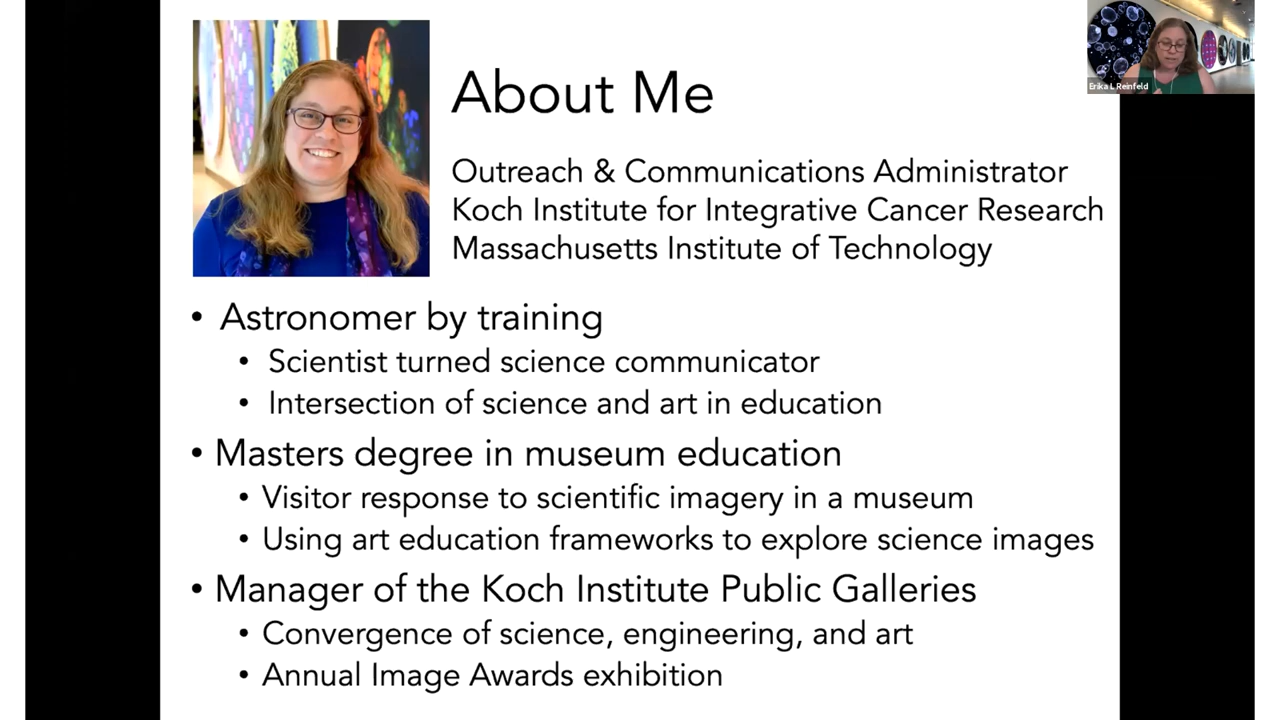 About Me
Outreach & Communications Administrator
Koch Institute for Integrative Cancer Research
Massachusetts Institute of Technology
• Astronomer by training
• Scientist turned science communicator
• Intersection of science and art in education
• Masters degree in museum education
• Visitor response to scientific imagery in a museum
• Using art education frameworks to explore science images
• Manager of the Koch Institute Public Galleries
• Convergence of science, engineering, and art
• Annual Image Awards exhibition
Erika L Reinfeld